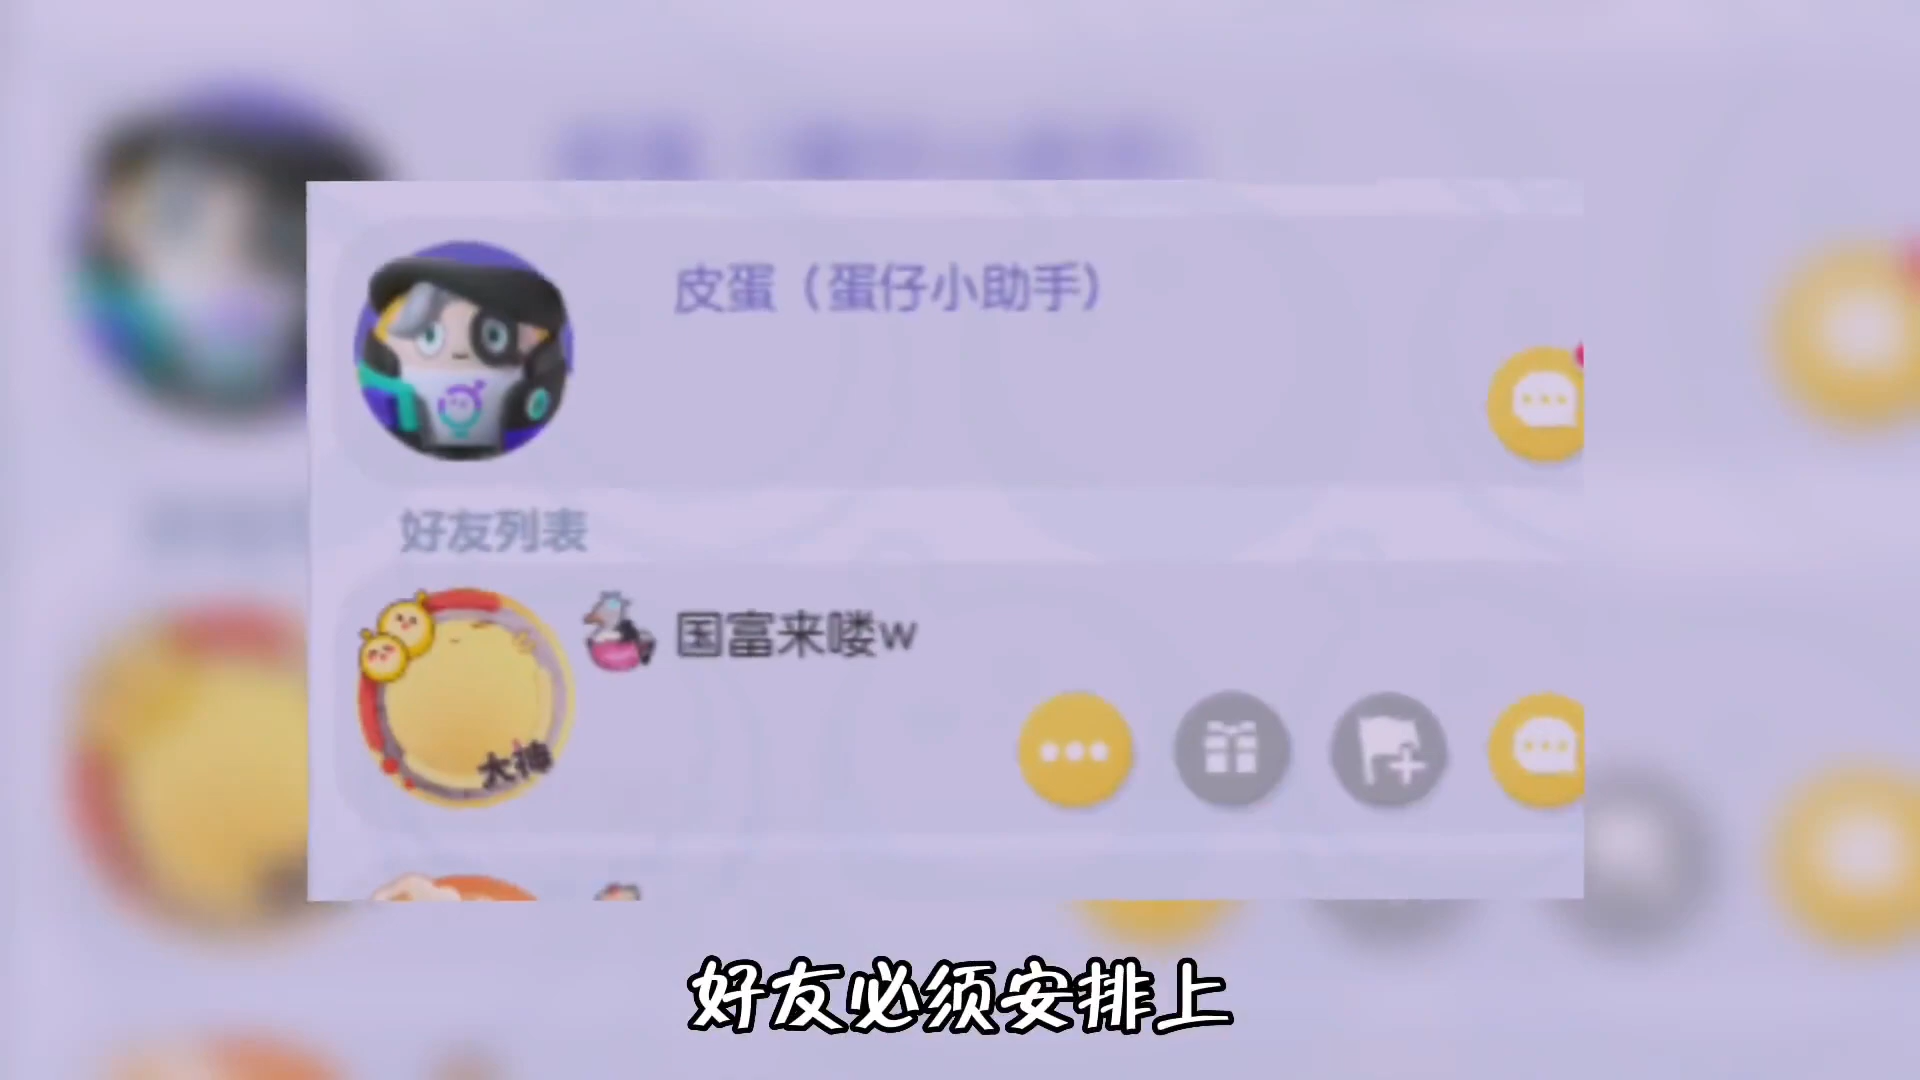 皮蛋（蛋仔小助手）
好友列表
国富来喽w
大神
好友必须安排上